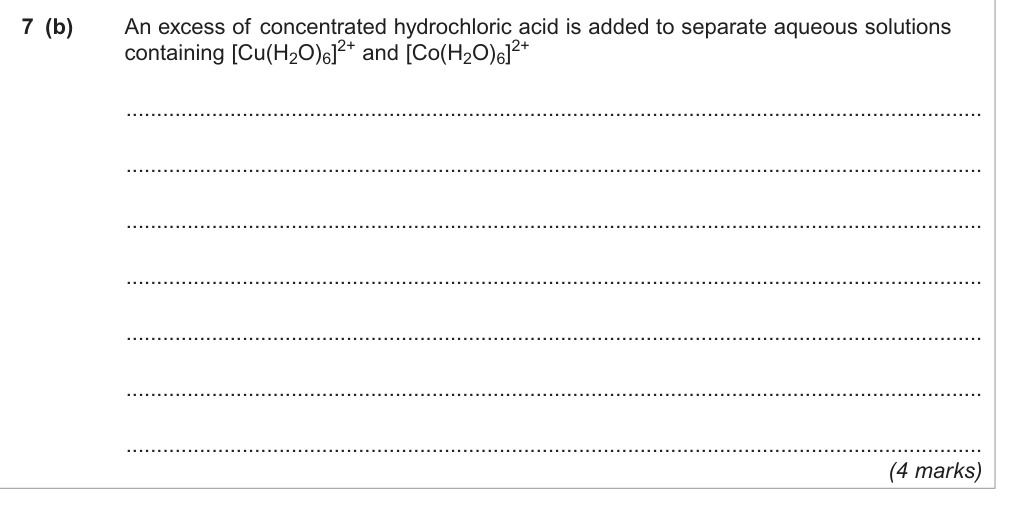 7 (b) An excess of concentrated hydrochloric acid is added to separate aqueous solutions
containing [Cu(H₂O)₆]²⁺ and [Co(H₂O)₆]²⁺
(4 marks)